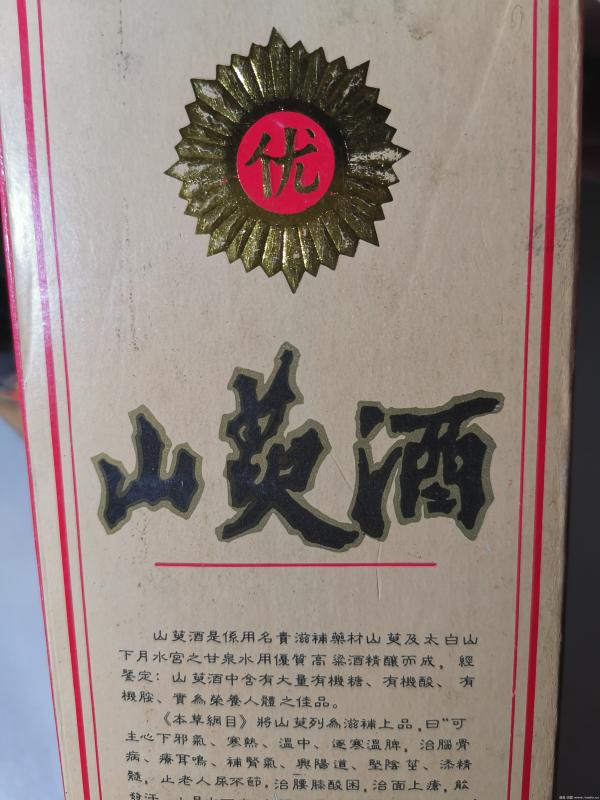 优
山萸酒
山萸酒是係用名貴滋補藥材山萸及太白山
下月水宮之甘泉水用優質高粱酒精釀而成，經
鑒定：山萸酒中含有大量有機糖、有機酸、有
機胺、實為榮養人體之佳品。
《本草綱目》將山萸列為滋補上品，曰“可
主心下邪氣、寒熱、溫中、逐寒溫脾，治腦骨
病、療耳鳴、補腎氣、興陽道、堅陰莖、添精
髓，止老人尿不節，治腰膝酸困，治面上瘡，